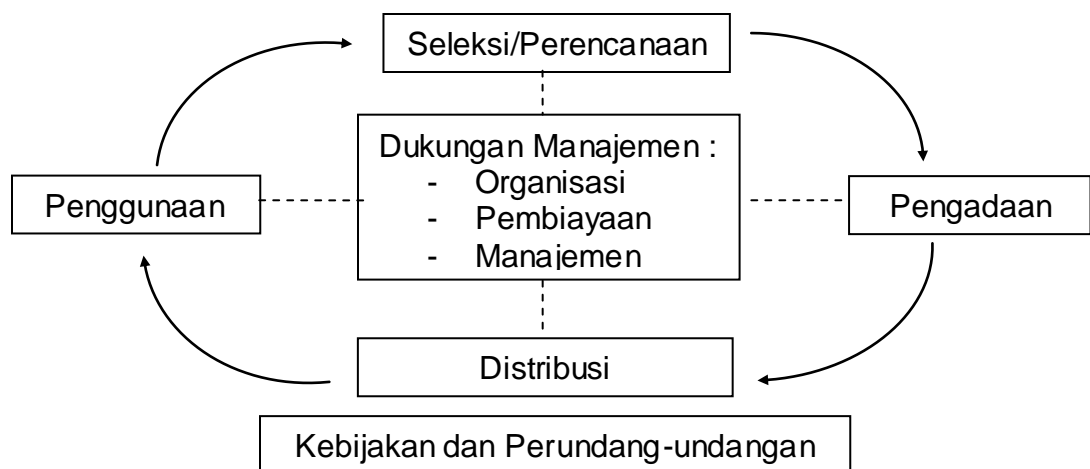 Seleksi/Perencanaan
Dukungan Manajemen :
- Organisasi
- Pembiayaan
- Manajemen
Penggunaan
Pengadaan
Distribusi
Kebijakan dan Perundang-undangan